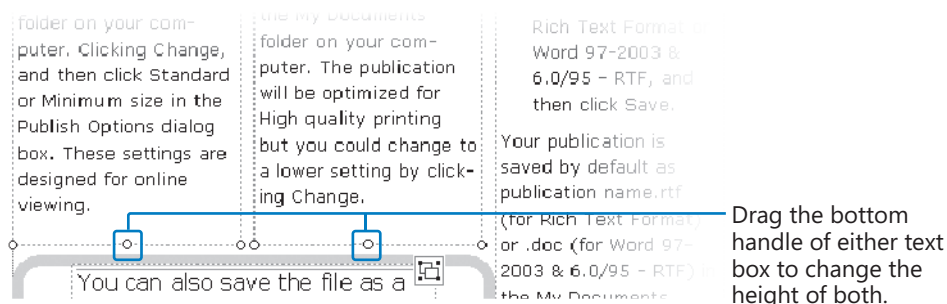 folder on your com-
puter. Clicking Change,
and then click Standard
or Minimum size in the
Publish Options dialog
box. These settings are
designed for online
viewing.
the My Documents
folder on your com-
puter. The publication
will be optimized for
High quality printing
but you could change to
a lower setting by click-
ing Change.
Rich Text Format
Word 97-2003 &
6.0/95 - RTF, and
then click Save.
Your publication is
saved by default as
publication name.rtf
(for Rich Text Format)
or .doc (for Word 97-
2003 & 6.0/95 - RTF)
the My Documents
You can also save the file as a
Drag the bottom
handle of either text
box to change the
height of both.